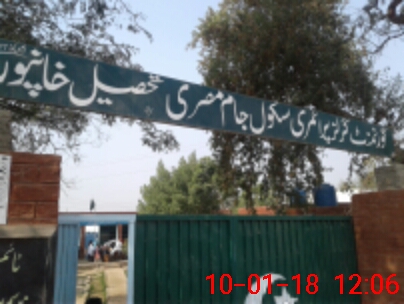 گورنمنٹ گرلز پرائمری سکول جام مصری تحصیل خانپور
10-01-18 12:06